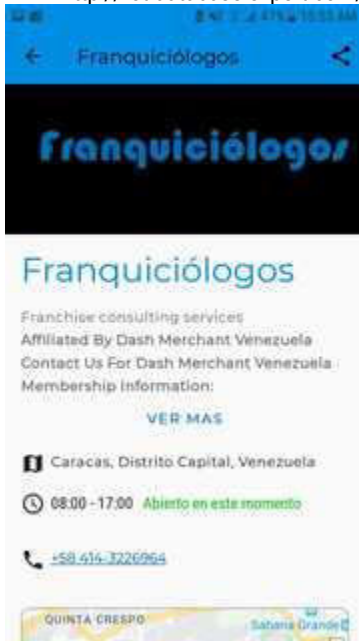 Franquiciólogos
Franquiciólogos
Franquiciólogos
Franchise consulting services
Affiliated By Dash Merchant Venezuela
Contact Us For Dash Merchant Venezuela
Membership Information:
VER MAS
Caracas, Distrito Capital, Venezuela
08:00 - 17:00 Abierto en este momento
+58 414-3226964
QUINTA CRESPO
Sabana Grande